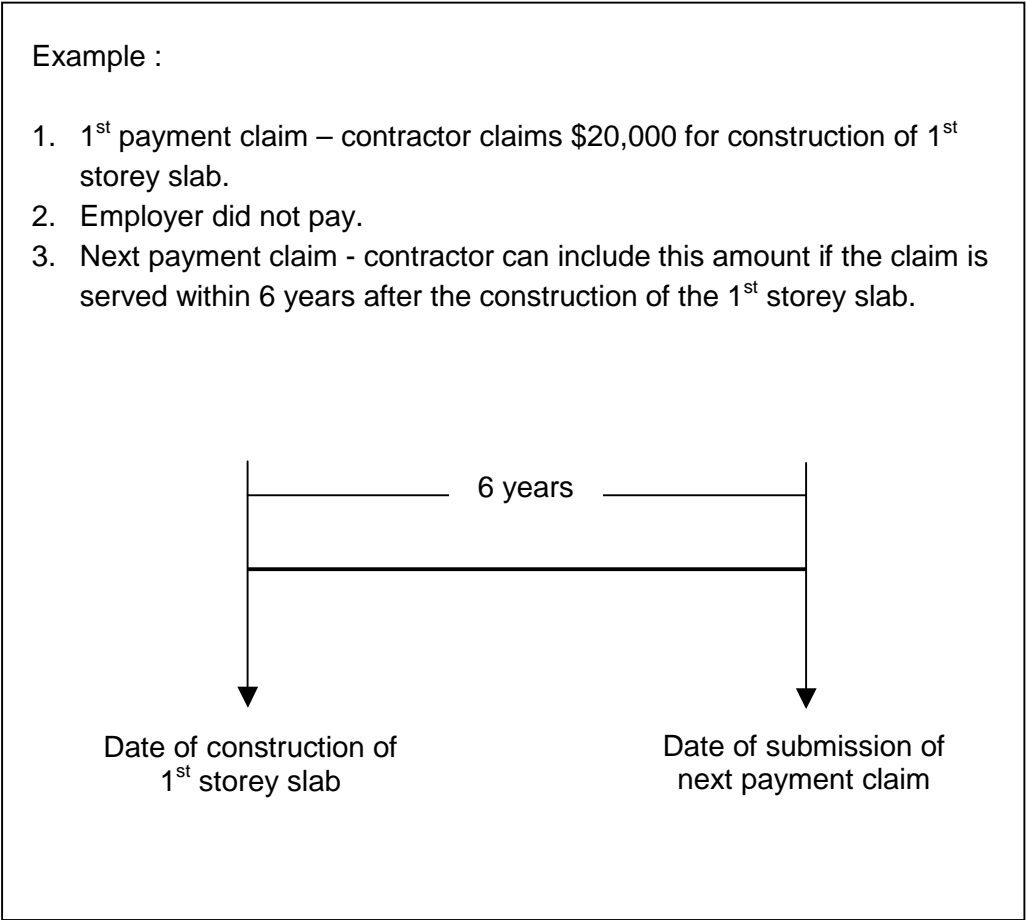 Example :
1. 1st payment claim – contractor claims $20,000 for construction of 1st
storey slab.
2. Employer did not pay.
3. Next payment claim - contractor can include this amount if the claim is
served within 6 years after the construction of the 1st storey slab.
6 years
Date of construction of
1st storey slab
Date of submission of
next payment claim